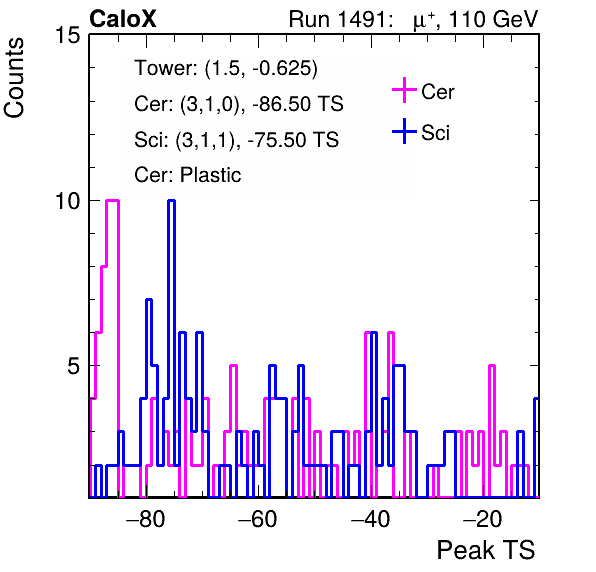 CaloX Run 1491: μ⁺, 110 GeV
Counts
15
10
5
Tower: (1.5, -0.625)
Cer: (3,1,0), -86.50 TS
Sci: (3,1,1), -75.50 TS
Cer: Plastic
Cer
Sci
−80 −60 −40 −20
Peak TS